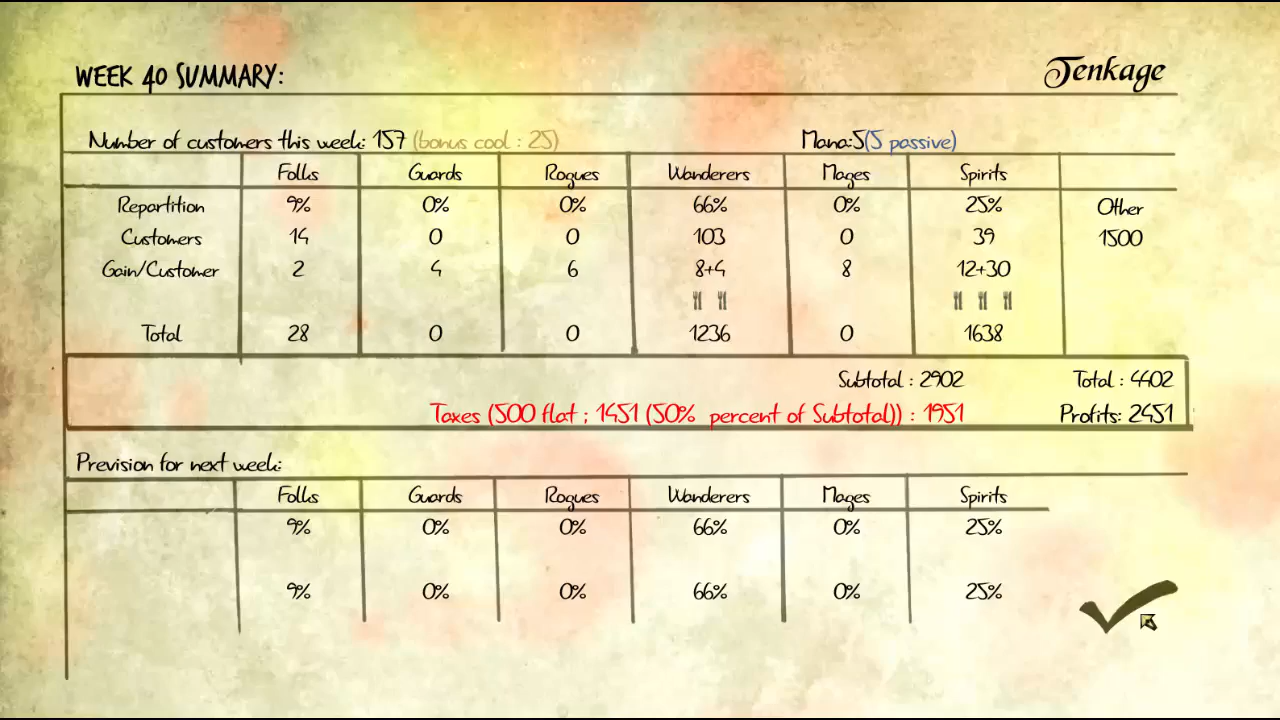 WEEK 40 SUMMARY: Tenkage
Number of customers this week: 157 (bonus cool : 25) Mana:5(5 passive)
Folks Guards Rogues Wanderers Mages Spirits
Repartition 9% 0% 0% 66% 0% 25% Other
Customers 14 0 0 103 0 39 1500
Gain/Customer 2 4 6 8+4 8 12+30
Total 28 0 0 1236 0 1638
Subtotal : 2902 Total : 4402
Taxes (500 flat ; 1451 (50% percent of Subtotal)) : 1951 Profits: 2451
Prevision for next week:
Folks Guards Rogues Wanderers Mages Spirits
9% 0% 0% 66% 0% 25%
9% 0% 0% 66% 0% 25%